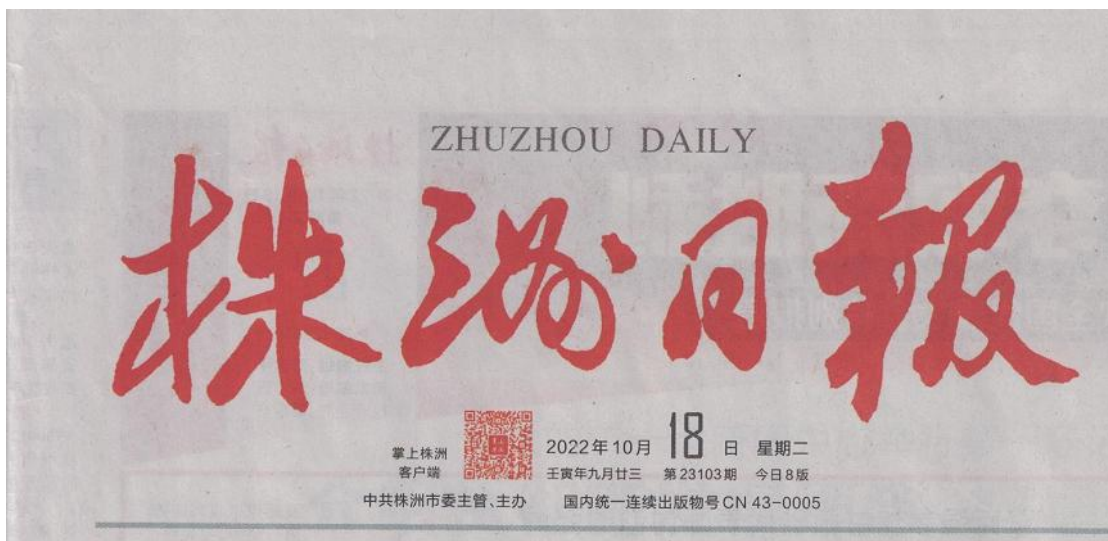 ZHUZHOU DAILY
株洲日報
掌上株洲
客户端
2022年10月18日 星期二
壬寅年九月廿三 第23103期 今日8版
中共株洲市委主管、主办 国内统一连续出版物号CN 43-0005